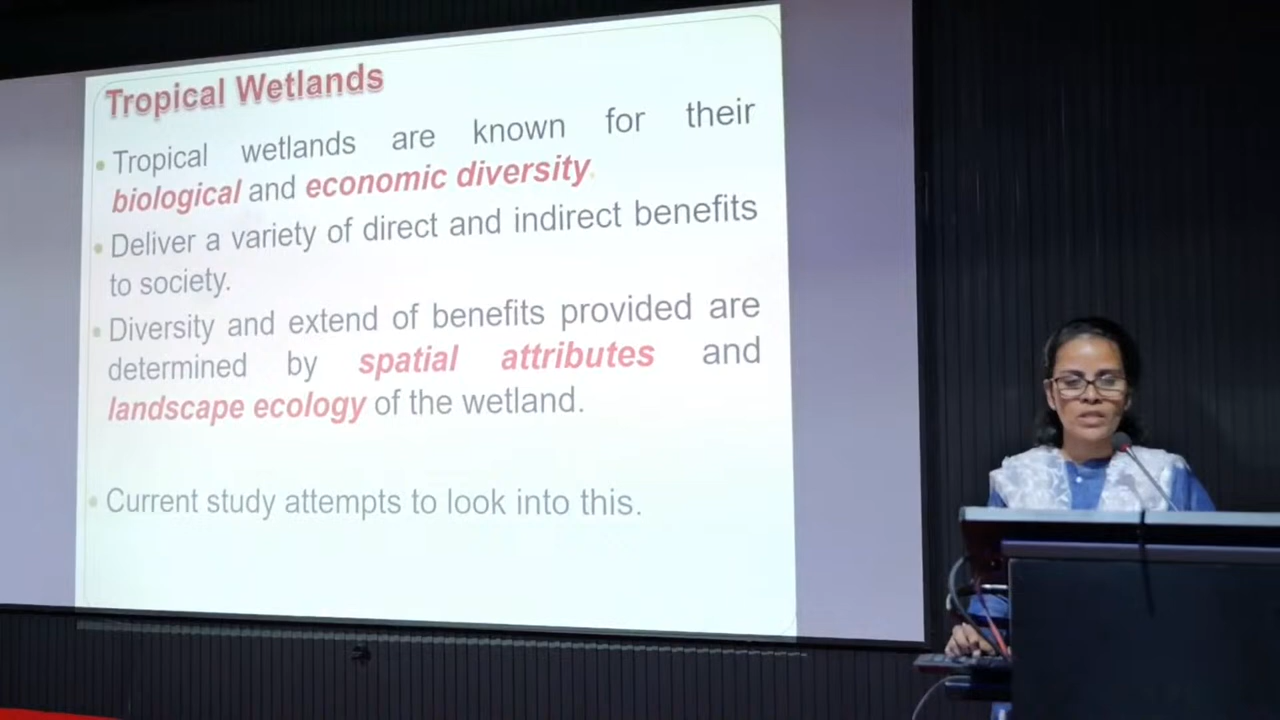 Tropical Wetlands
Tropical wetlands are known for their
biological and economic diversity.
Deliver a variety of direct and indirect benefits
to society.
Diversity and extend of benefits provided are
determined by spatial attributes and
landscape ecology of the wetland.
Current study attempts to look into this.